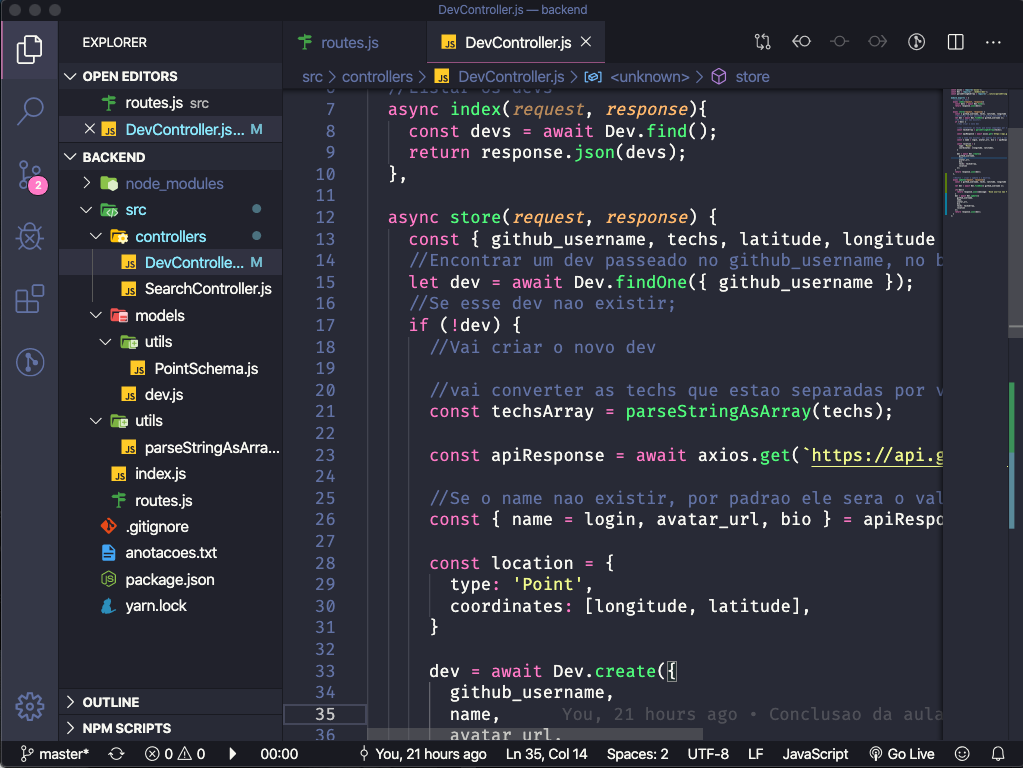 DevController.js — backend
EXPLORER
OPEN EDITORS
routes.js src
DevController.js... M
BACKEND
node_modules
src
controllers
DevControlle... M
SearchController.js
models
utils
PointSchema.js
dev.js
utils
parseStringAsArra...
index.js
routes.js
.gitignore
anotacoes.txt
package.json
yarn.lock
OUTLINE
NPM SCRIPTS
2
routes.js
DevController.js
src > controllers > DevController.js > <unknown> > store
6 //Listar os devs
7 async index(request, response){
8 const devs = await Dev.find();
9 return response.json(devs);
10 },
11
12 async store(request, response) {
13 const { github_username, techs, latitude, longitude
14 //Encontrar um dev passeado no github_username, no b
15 let dev = await Dev.findOne({ github_username });
16 //Se esse dev nao existir;
17 if (!dev) {
18 //Vai criar o novo dev
19
20 //vai converter as techs que estao separadas por v
21 const techsArray = parseStringAsArray(techs);
22
23 const apiResponse = await axios.get(`https://api.g
24
25 //Se o name nao existir, por padrao ele sera o val
26 const { name = login, avatar_url, bio } = apiRespo
27
28 const location = {
29 type: 'Point',
30 coordinates: [longitude, latitude],
31 }
32
33 dev = await Dev.create({
34 github_username,
35 name, You, 21 hours ago • Conclusao da aula
36 avatar_url,
master* 0 0 00:00 You, 21 hours ago Ln 35, Col 14 Spaces: 2 UTF-8 LF JavaScript Go Live